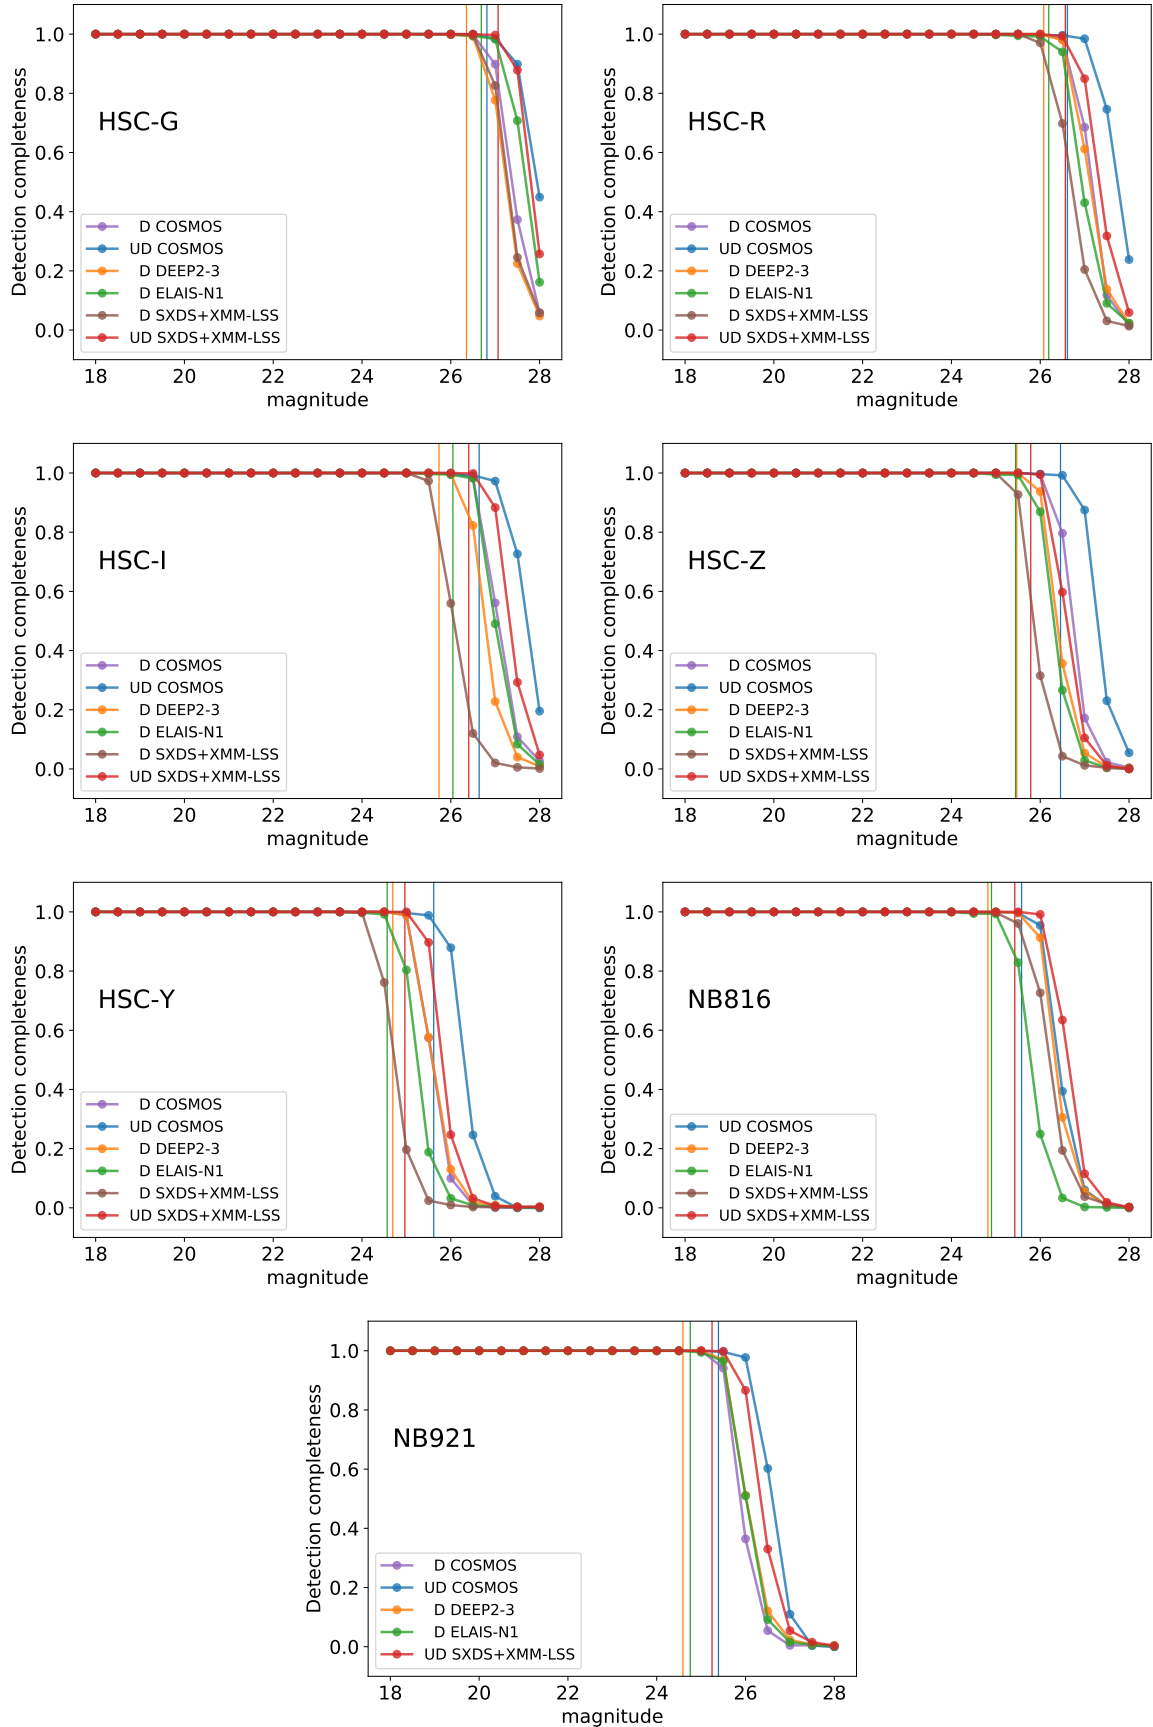 HSC-G
Detection completeness
1.0
0.8
0.6
0.4
0.2
0.0
D COSMOS
UD COSMOS
D DEEP2-3
D ELAIS-N1
D SXDS+XMM-LSS
UD SXDS+XMM-LSS
18 20 22 24 26 28
magnitude
HSC-R
Detection completeness
1.0
0.8
0.6
0.4
0.2
0.0
D COSMOS
UD COSMOS
D DEEP2-3
D ELAIS-N1
D SXDS+XMM-LSS
UD SXDS+XMM-LSS
18 20 22 24 26 28
magnitude
HSC-I
Detection completeness
1.0
0.8
0.6
0.4
0.2
0.0
D COSMOS
UD COSMOS
D DEEP2-3
D ELAIS-N1
D SXDS+XMM-LSS
UD SXDS+XMM-LSS
18 20 22 24 26 28
magnitude
HSC-Z
Detection completeness
1.0
0.8
0.6
0.4
0.2
0.0
D COSMOS
UD COSMOS
D DEEP2-3
D ELAIS-N1
D SXDS+XMM-LSS
UD SXDS+XMM-LSS
18 20 22 24 26 28
magnitude
HSC-Y
Detection completeness
1.0
0.8
0.6
0.4
0.2
0.0
D COSMOS
UD COSMOS
D DEEP2-3
D ELAIS-N1
D SXDS+XMM-LSS
UD SXDS+XMM-LSS
18 20 22 24 26 28
magnitude
NB816
Detection completeness
1.0
0.8
0.6
0.4
0.2
0.0
UD COSMOS
D DEEP2-3
D ELAIS-N1
D SXDS+XMM-LSS
UD SXDS+XMM-LSS
18 20 22 24 26 28
magnitude
NB921
Detection completeness
1.0
0.8
0.6
0.4
0.2
0.0
D COSMOS
UD COSMOS
D DEEP2-3
D ELAIS-N1
UD SXDS+XMM-LSS
18 20 22 24 26 28
magnitude